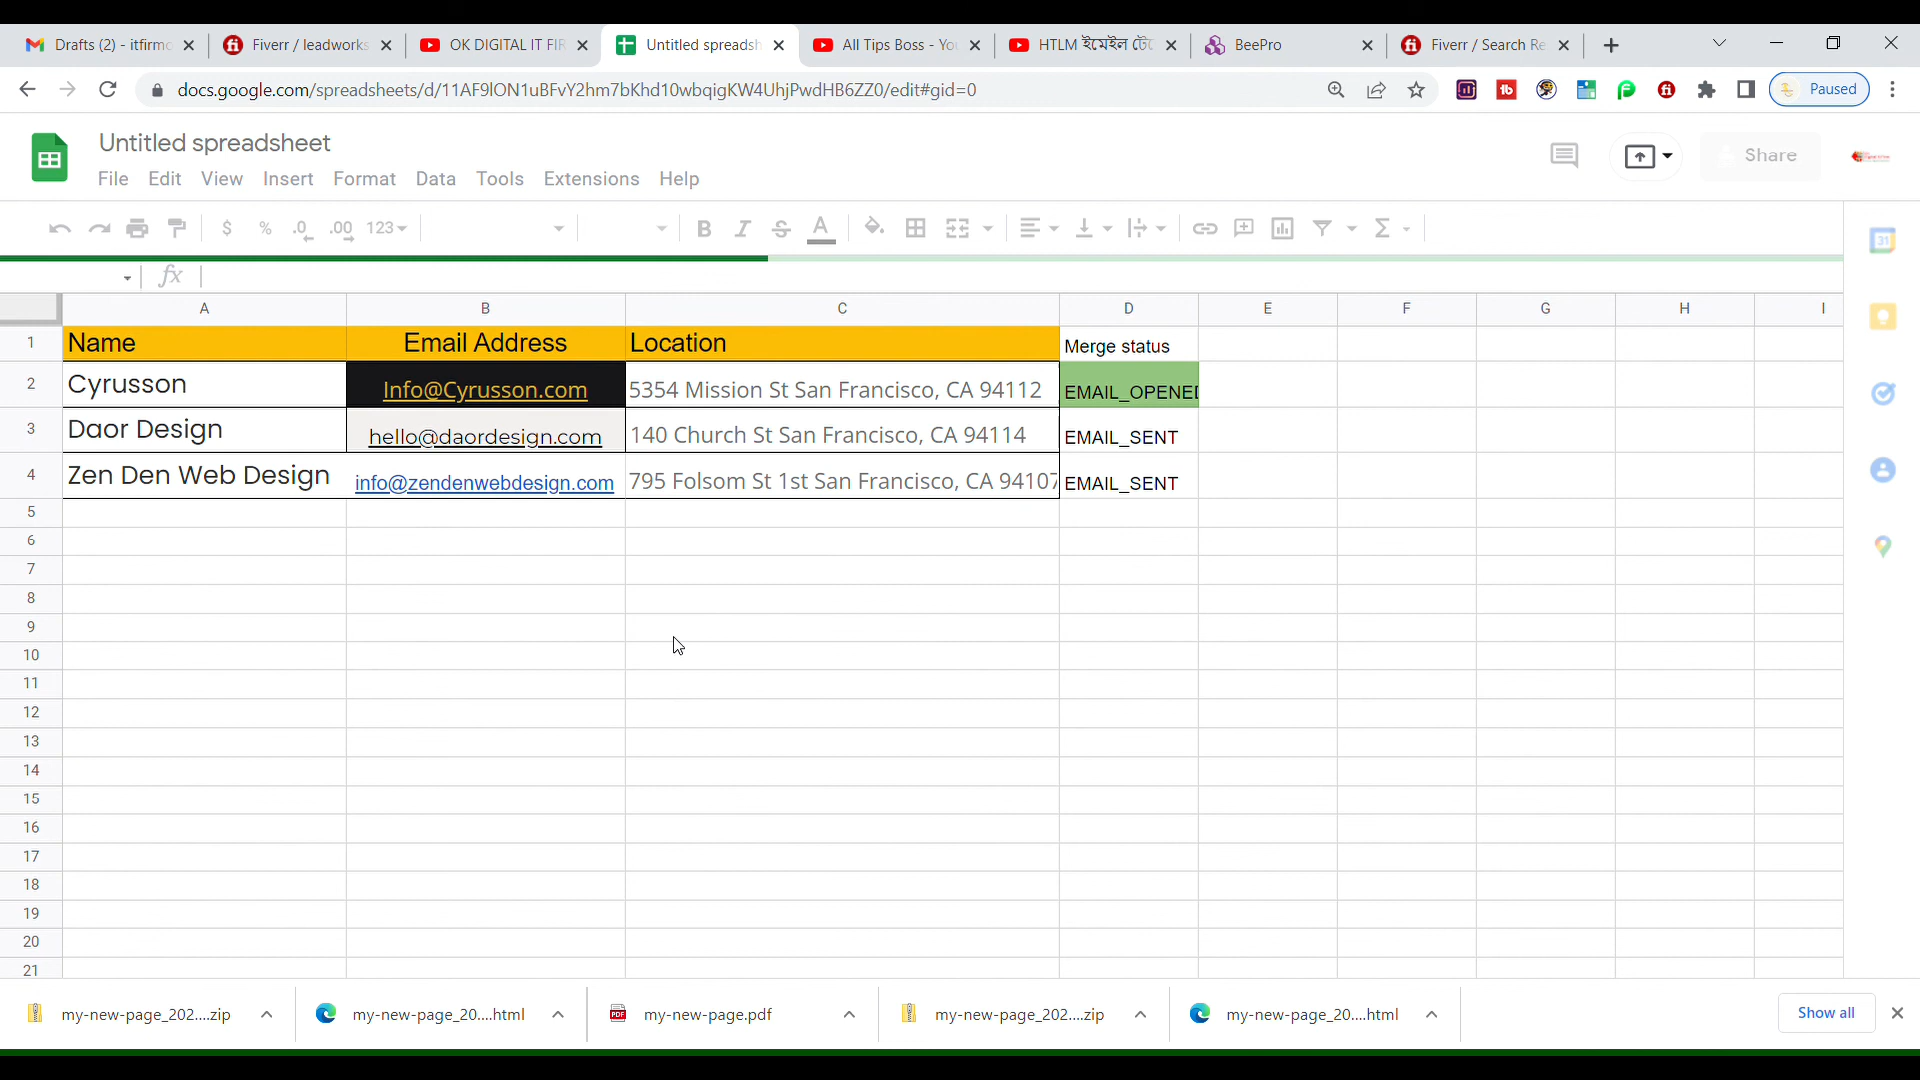 Drafts (2) - itfirmc
Fiverr / leadworks
OK DIGITAL IT FIR
Untitled spreadsh
All Tips Boss - You
HTLM ইমেইল টে
BeePro
Fiverr / Search Re
docs.google.com/spreadsheets/d/11AF9lON1uBFvY2hm7bKhd10wbqigKW4UhjPwdHB6ZZ0/edit#gid=0
Paused
Untitled spreadsheet
File Edit View Insert Format Data Tools Extensions Help
Share
$ % .0 .00 123
B I S A
31
fx
A B C D E F G H I
1 Name Email Address Location Merge status
2 Cyrusson Info@Cyrusson.com 5354 Mission St San Francisco, CA 94112 EMAIL_OPENED
3 Daor Design hello@daordesign.com 140 Church St San Francisco, CA 94114 EMAIL_SENT
4 Zen Den Web Design info@zendenwebdesign.com 795 Folsom St 1st San Francisco, CA 94107 EMAIL_SENT
5
6
7
8
9
10
11
12
13
14
15
16
17
18
19
20
21
my-new-page_202....zip
my-new-page_20....html
my-new-page.pdf
my-new-page_202....zip
my-new-page_20....html
Show all